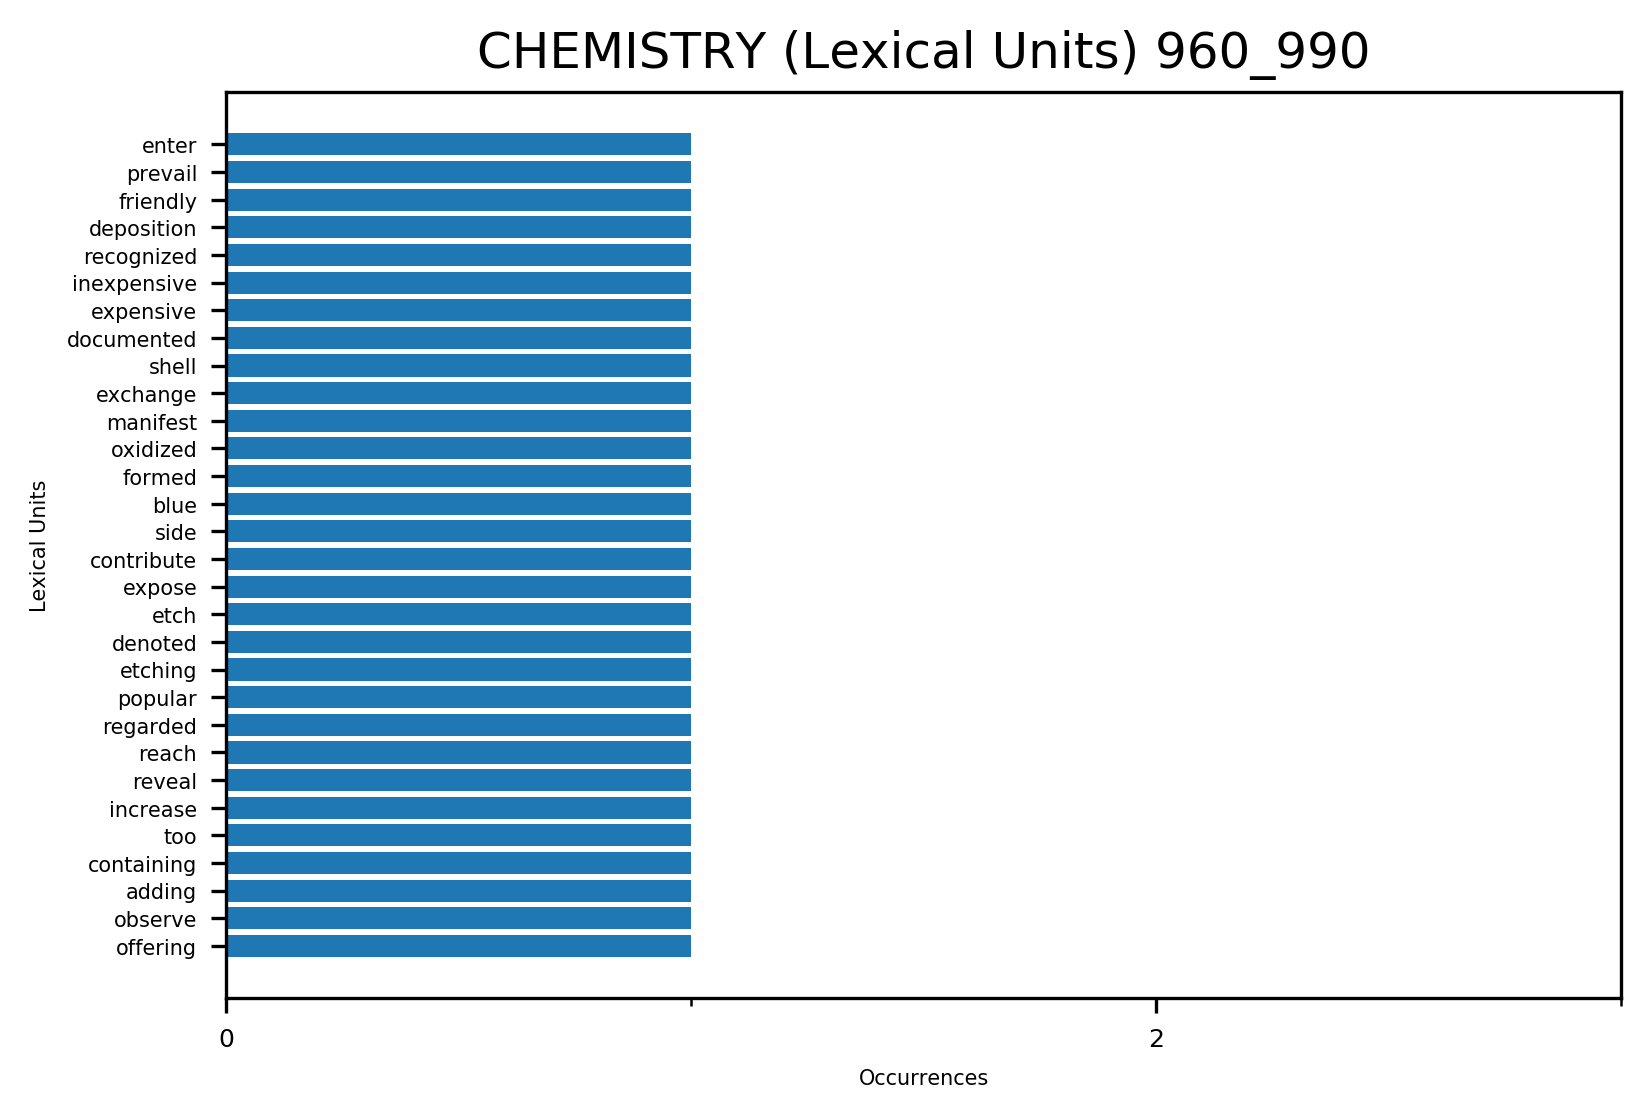 CHEMISTRY (Lexical Units) 960_990
enter
prevail
friendly
deposition
recognized
inexpensive
expensive
documented
shell
exchange
manifest
oxidized
formed
blue
side
contribute
expose
etch
denoted
etching
popular
regarded
reach
reveal
increase
too
containing
adding
observe
offering
Lexical Units
0
2
Occurrences